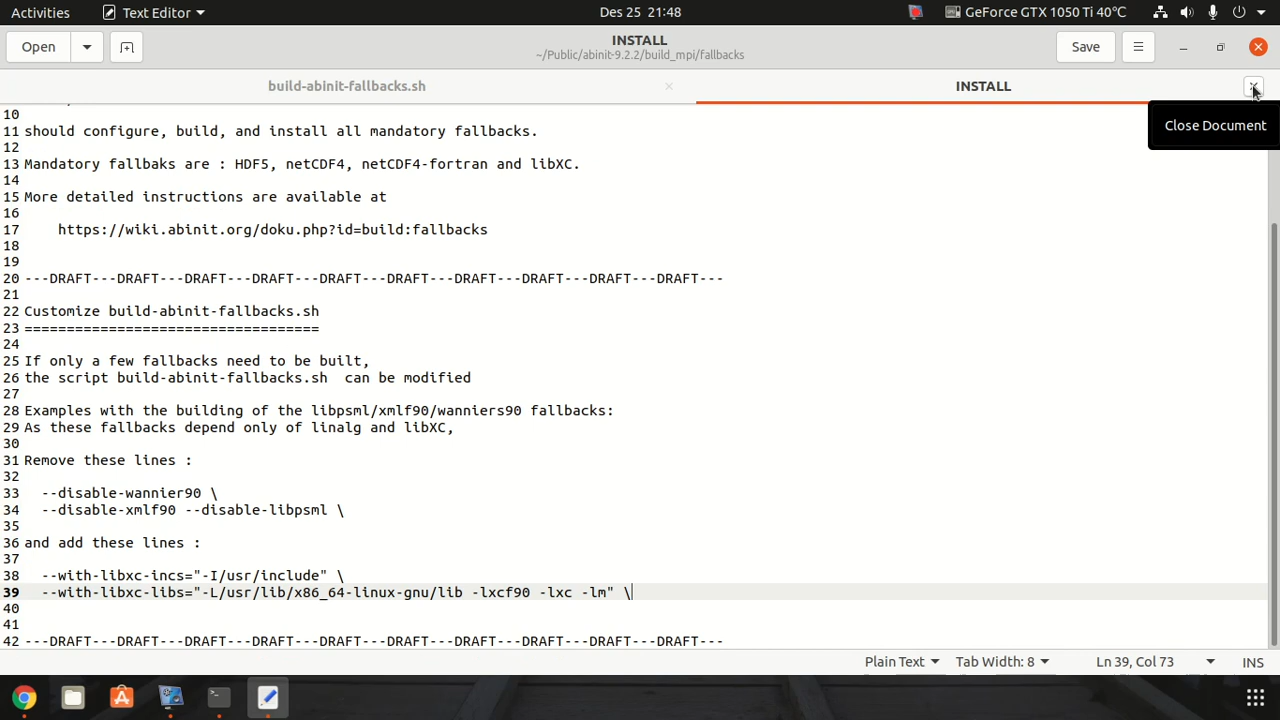 Activities Text Editor Des 25 21:48 GeForce GTX 1050 Ti 40°C
Open INSTALL Save
~/Public/abinit-9.2.2/build_mpi/fallbacks
build-abinit-fallbacks.sh INSTALL
Close Document
10
11 should configure, build, and install all mandatory fallbacks.
12
13 Mandatory fallbaks are : HDF5, netCDF4, netCDF4-fortran and libXC.
14
15 More detailed instructions are available at
16
17 https://wiki.abinit.org/doku.php?id=build:fallbacks
18
19
20 ---DRAFT---DRAFT---DRAFT---DRAFT---DRAFT---DRAFT---DRAFT---DRAFT---DRAFT---DRAFT---
21
22 Customize build-abinit-fallbacks.sh
23 ===================================
24
25 If only a few fallbacks need to be built,
26 the script build-abinit-fallbacks.sh  can be modified
27
28 Examples with the building of the libpsml/xmlf90/wanniers90 fallbacks:
29 As these fallbacks depend only of linalg and libXC,
30
31 Remove these lines :
32
33 --disable-wannier90 \
34 --disable-xmlf90 --disable-libpsml \
35
36 and add these lines :
37
38 --with-libxc-incs="-I/usr/include" \
39 --with-libxc-libs="-L/usr/lib/x86_64-linux-gnu/lib -lxcf90 -lxc -lm" \
40
41
42 ---DRAFT---DRAFT---DRAFT---DRAFT---DRAFT---DRAFT---DRAFT---DRAFT---DRAFT---DRAFT---
Plain Text Tab Width: 8 Ln 39, Col 73 INS